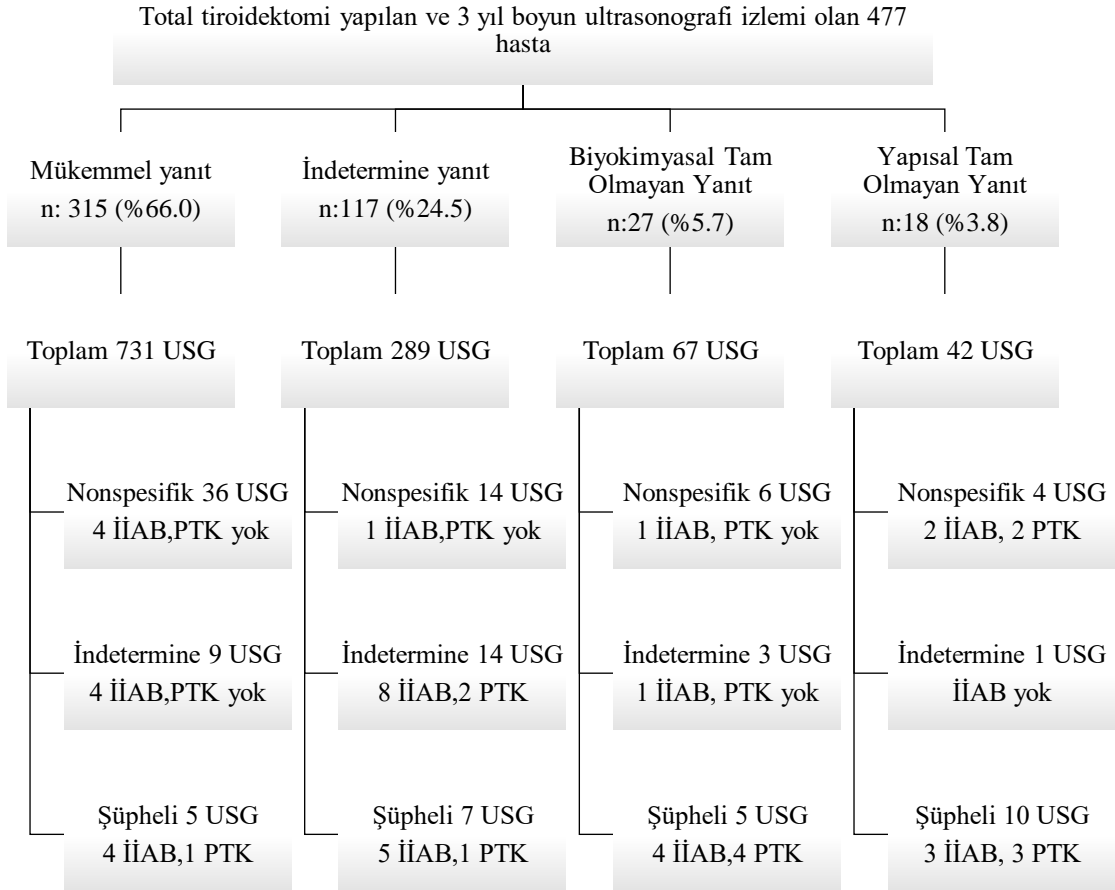 Total tiroidektomi yapılan ve 3 yıl boyun ultrasonografi izlemi olan 477
hasta
Mükemmel yanıt
n: 315 (%66.0)
İndetermine yanıt
n:117 (%24.5)
Biyokimyasal Tam
Olmayan Yanıt
n:27 (%5.7)
Yapısal Tam
Olmayan Yanıt
n:18 (%3.8)
Toplam 731 USG
Toplam 289 USG
Toplam 67 USG
Toplam 42 USG
Nonspesifik 36 USG
4 İİAB,PTK yok
Nonspesifik 14 USG
1 İİAB,PTK yok
Nonspesifik 6 USG
1 İİAB, PTK yok
Nonspesifik 4 USG
2 İİAB, 2 PTK
İndetermine 9 USG
4 İİAB,PTK yok
İndetermine 14 USG
8 İİAB,2 PTK
İndetermine 3 USG
1 İİAB, PTK yok
İndetermine 1 USG
İİAB yok
Şüpheli 5 USG
4 İİAB,1 PTK
Şüpheli 7 USG
5 İİAB,1 PTK
Şüpheli 5 USG
4 İİAB,4 PTK
Şüpheli 10 USG
3 İİAB, 3 PTK